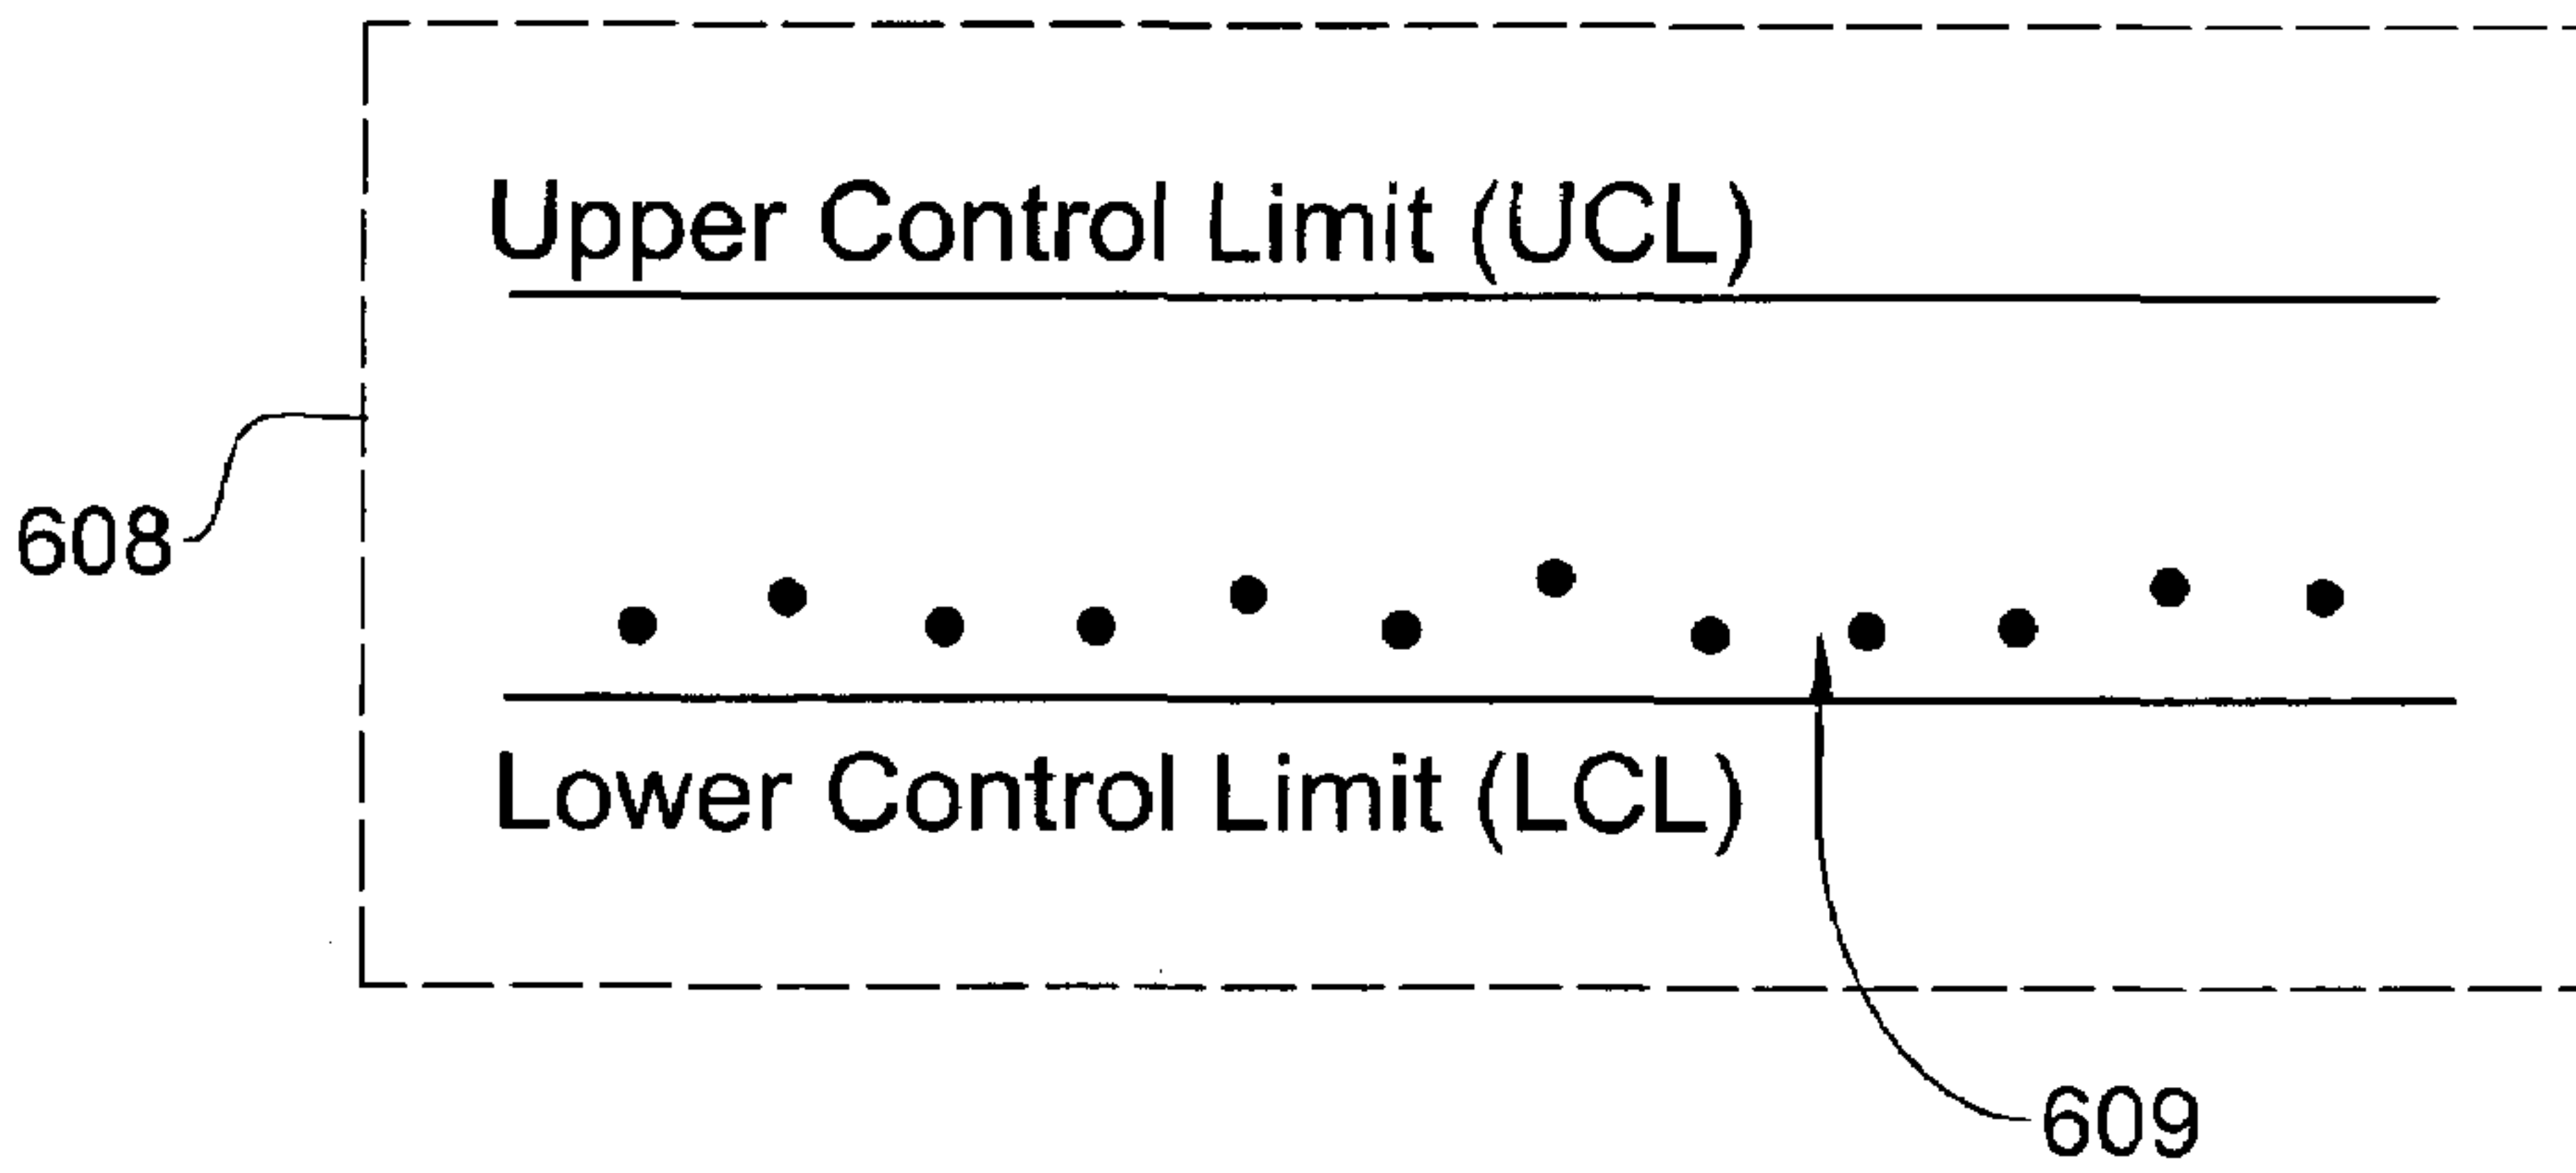 Upper Control Limit (UCL)
608
Lower Control Limit (LCL)
609